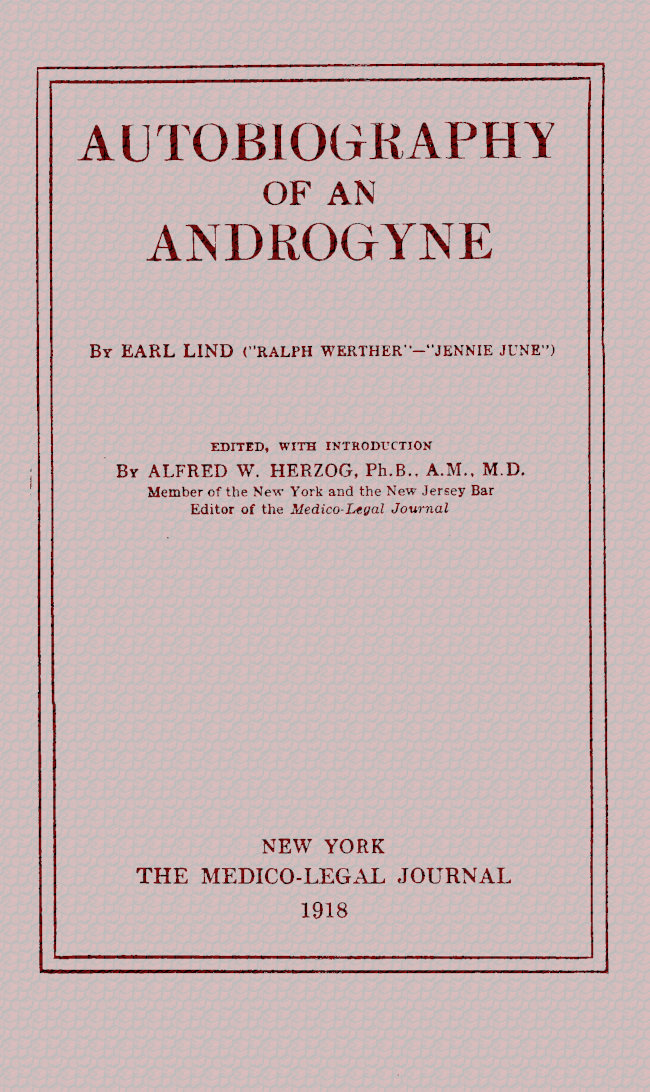 AUTOBIOGRAPHY
OF AN
ANDROGYNE
BY EARL LIND ("RALPH WERTHER"—"JENNIE JUNE")
EDITED, WITH INTRODUCTION
BY ALFRED W. HERZOG, Ph.B., A.M., M.D.
Member of the New York and the New Jersey Bar
Editor of the Medico-Legal Journal
NEW YORK
THE MEDICO-LEGAL JOURNAL
1918